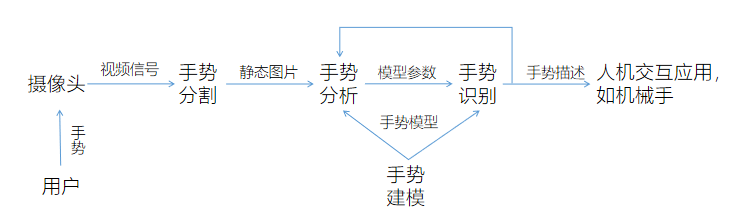 摄像头
视频信号
手势
分割
静态图片
手势
分析
模型参数
手势
识别
手势描述
人机交互应用，
如机械手
手势
用户
手势模型
手势
建模